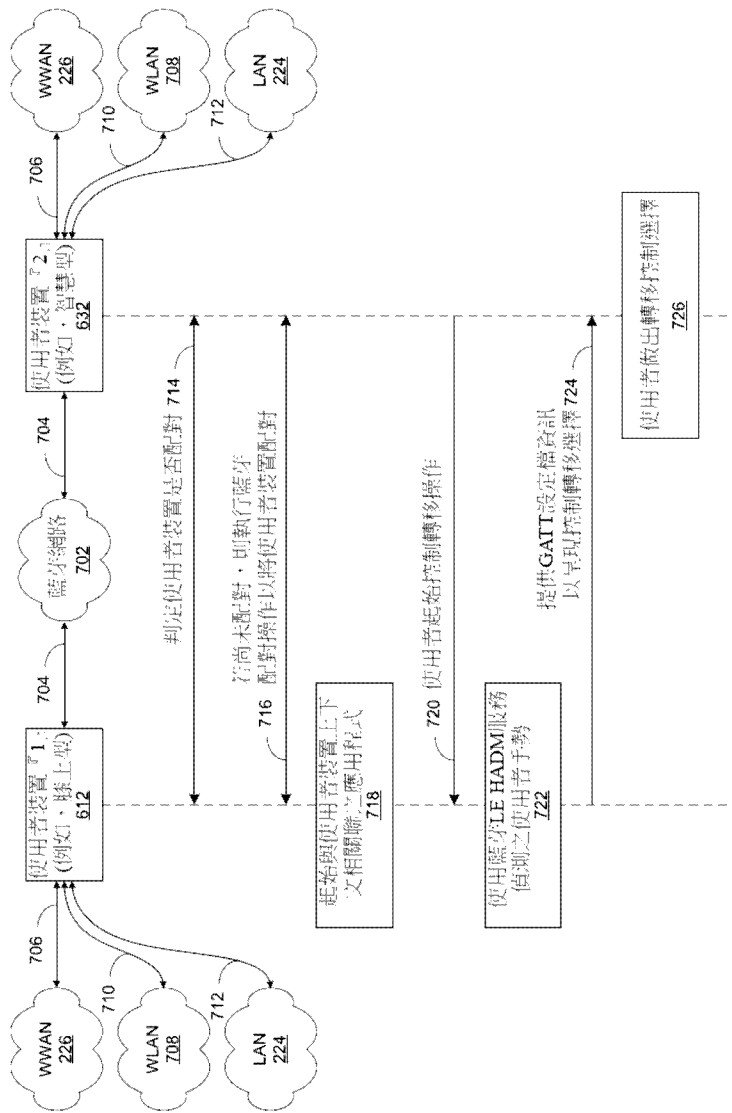 WWAN
226
WLAN
708
LAN
224
706
710
712
使用者裝置『1』
(例如、膝上型)
612
704
藍牙網路
702
704
使用者裝置『2』
(例如、智慧型)
632
706
710
712
WWAN
226
WLAN
708
LAN
224
判定使用者裝置是否配對 714
若尚未配對，則執行藍牙
716 配對操作以將使用者裝置配對
起始與使用者裝置上下
文相關聯之應用程式
718
720 使用者起始控制轉移操作
使用藍牙LE HADM服務
偵測之使用者手勢
722
提供GATT設定檔資訊
以呈現控制轉移選擇 724
使用者做出轉移控制選擇
726